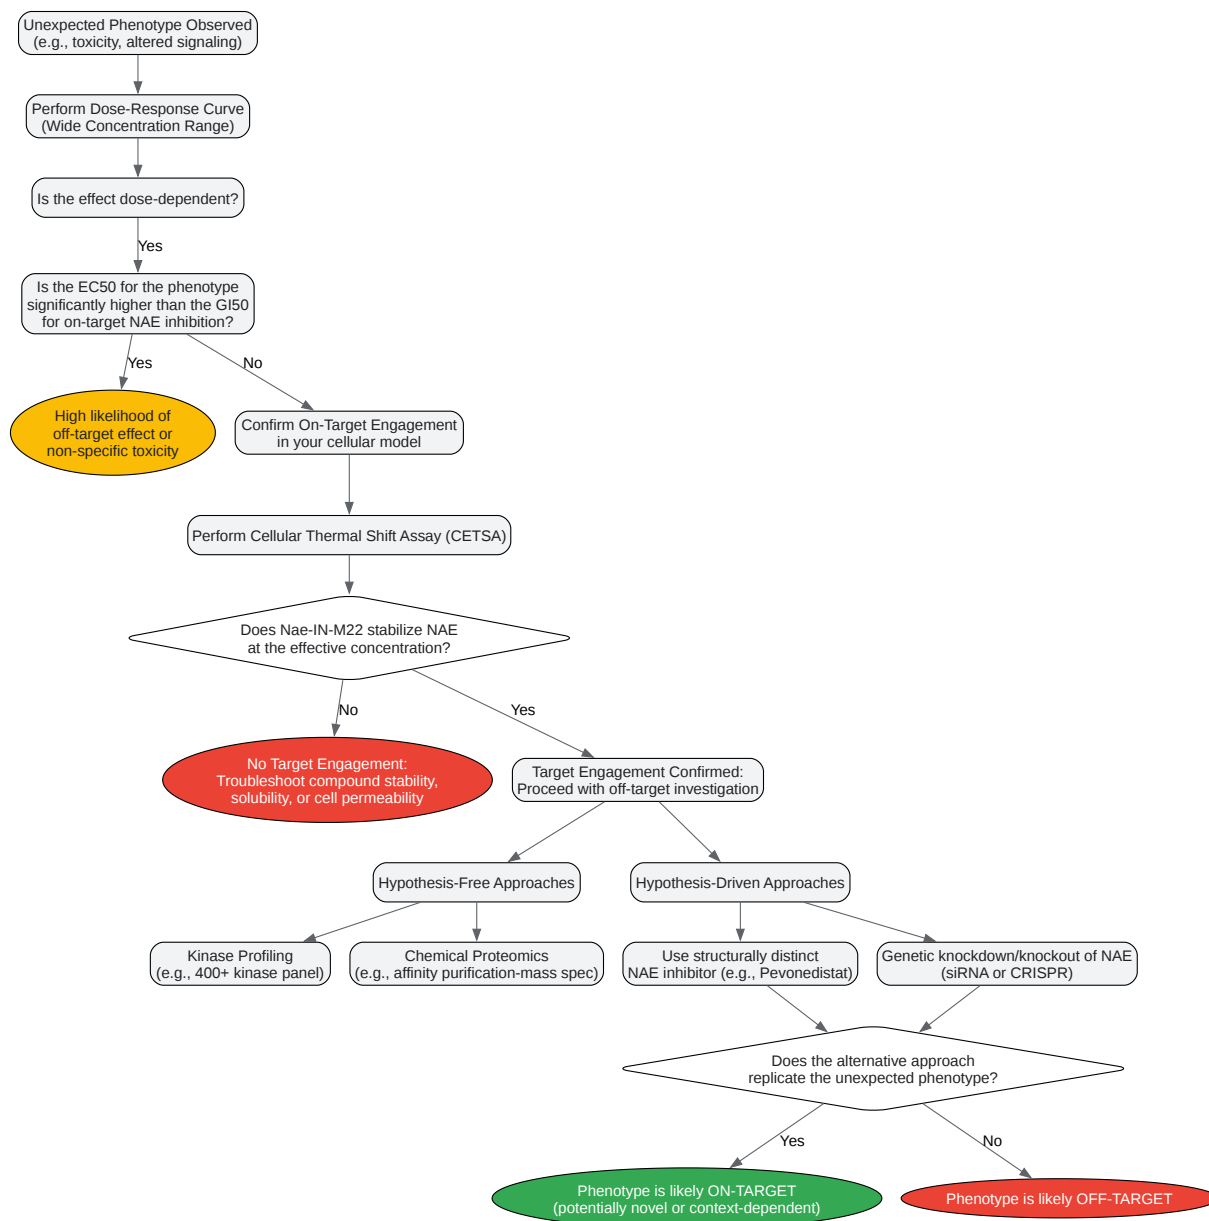 Unexpected Phenotype Observed
(e.g., toxicity, altered signaling)
Perform Dose-Response Curve
(Wide Concentration Range)
Is the effect dose-dependent?
Yes
Is the EC50 for the phenotype
significantly higher than the GI50
for on-target NAE inhibition?
Yes
No
High likelihood of
off-target effect or
non-specific toxicity
Confirm On-Target Engagement
in your cellular model
Perform Cellular Thermal Shift Assay (CETSA)
Does Nae-IN-M22 stabilize NAE
at the effective concentration?
No
Yes
No Target Engagement:
Troubleshoot compound stability,
solubility, or cell permeability
Target Engagement Confirmed:
Proceed with off-target investigation
Hypothesis-Free Approaches
Hypothesis-Driven Approaches
Kinase Profiling
(e.g., 400+ kinase panel)
Chemical Proteomics
(e.g., affinity purification-mass spec)
Use structurally distinct
NAE inhibitor (e.g., Pevonedistat)
Genetic knockdown/knockout of NAE
(siRNA or CRISPR)
Does the alternative approach
replicate the unexpected phenotype?
Yes
No
Phenotype is likely ON-TARGET
(potentially novel or context-dependent)
Phenotype is likely OFF-TARGET